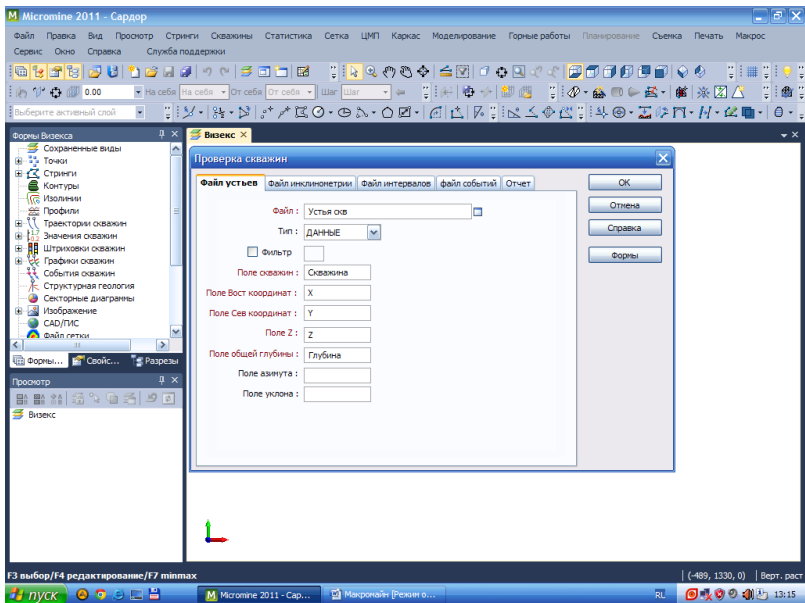 Micromine 2011 - Сардор
Файл Правка Вид Просмотр Стринги Скважины Статистика Сетка ЦМП Каркас Моделирование Горные работы Планирование Съемка Печать Макрос
Сервис Окно Справка Служба поддержки
0.00 На себя На себя От себя От себя Шаг Шаг
Выберите активный слой
Формы Визекса
Визекс
Сохраненные виды
Точки
Стринги
Контуры
Изолинии
Профили
Траектории скважин
Значения скважин
Штриховки скважин
Графики скважин
События скважин
Структурная геология
Секторные диаграммы
Изображение
CAD/ГИС
Файл сетки
Формы... Свойс... Разрезы
Просмотр
Визекс
Проверка скважин
Файл устьев Файл инклинометрии Файл интервалов файл событий Отчет
Файл : Устья скв
Тип : ДАННЫЕ
Фильтр
Поле скважин : Скважина
Поле Вост координат : X
Поле Сев координат : Y
Поле Z : Z
Поле общей глубины : Глубина
Поле азимута :
Поле уклона :
OK
Отмена
Справка
Формы
F3 выбор/F4 редактирование/F7 minmax
(-489, 1330, 0) Верт. раст
пуск
Micromine 2011 - Сар...
Макромайн [Режим о...
RL
13:15